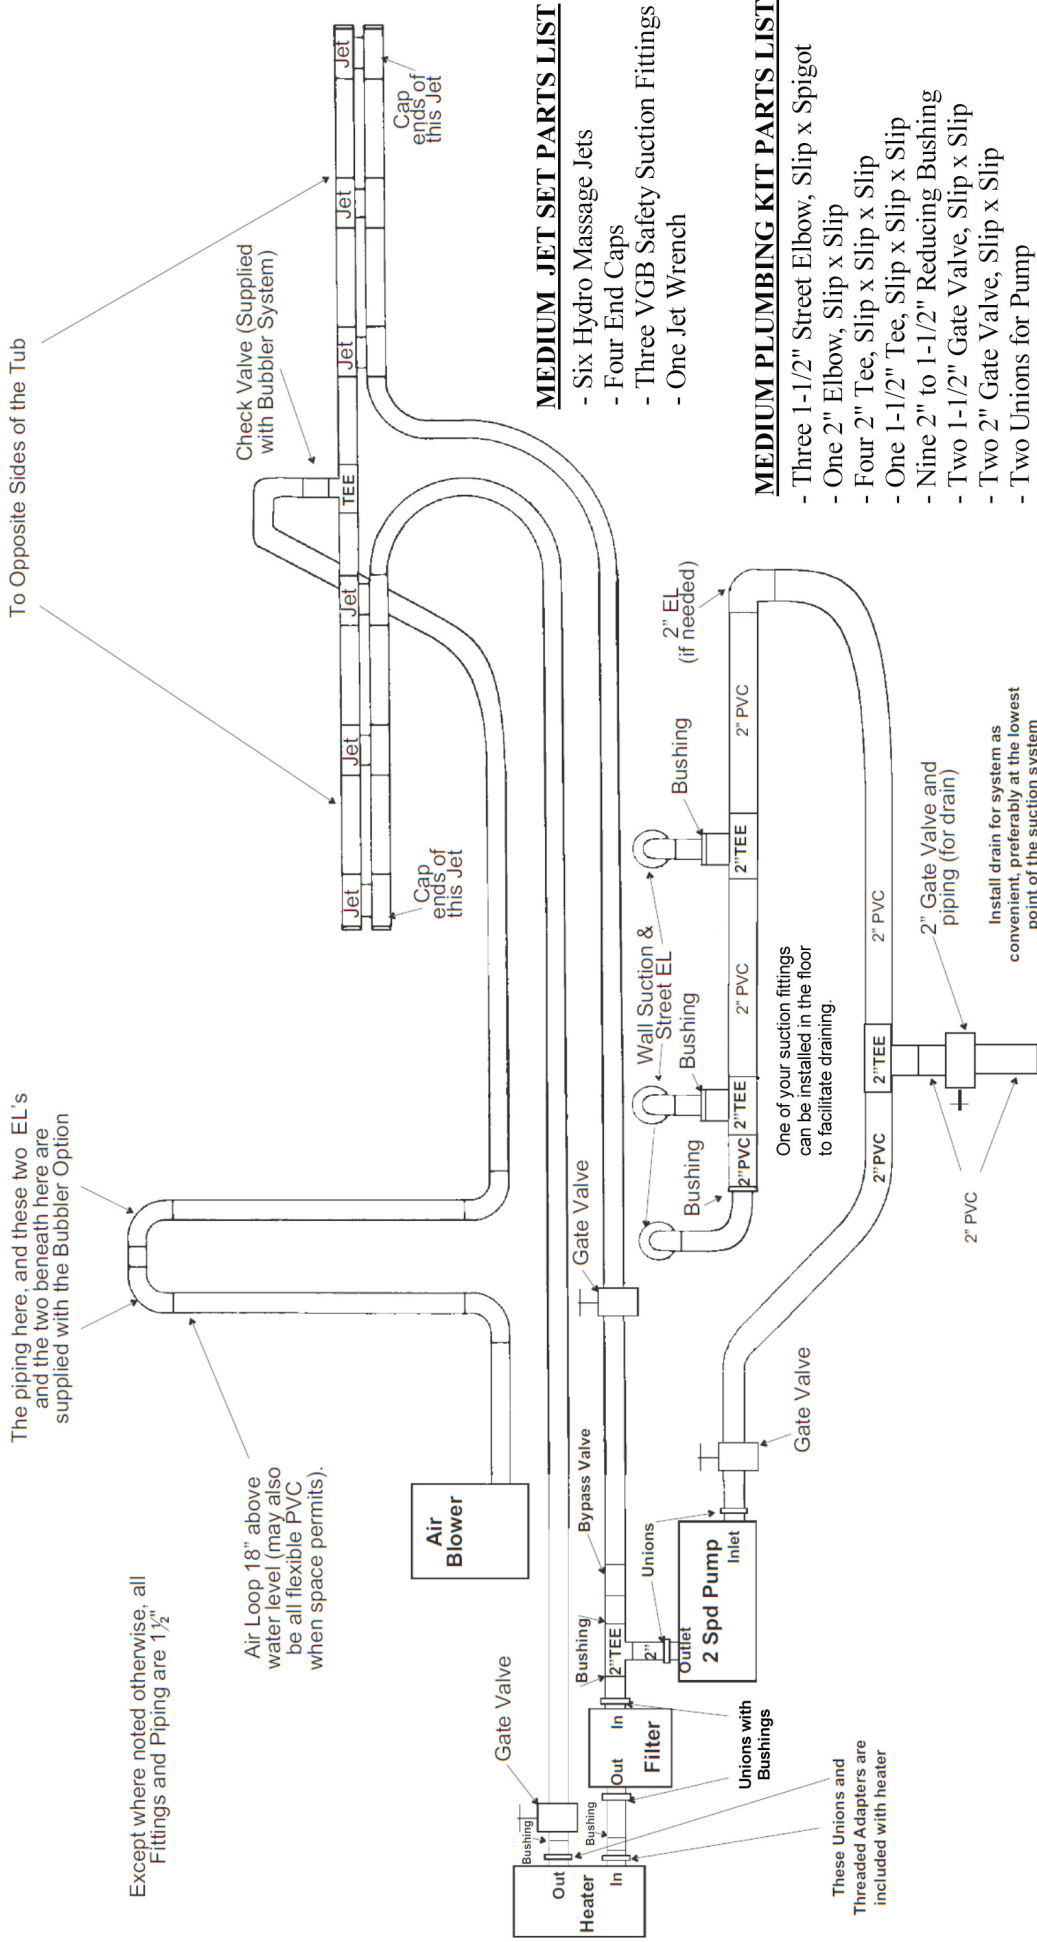 To Opposite Sides of the Tub
The piping here, and these two EL's
and the two beneath here are
supplied with the Bubbler Option
Except where noted otherwise, all
Fittings and Piping are 1½"
Air Loop 18" above
water level (may also
be all flexible PVC
when space permits).
Check Valve (Supplied
with Bubbler System)
Jet
Jet
Jet
TEE
Jet
Jet
Jet
Cap
ends of
this Jet
Cap
ends of
this Jet
Air
Blower
Gate Valve
Bushing
Out
Heater
In
Bushing
Out
In
Filter
Bushing
2"TEE
Bypass Valve
Gate Valve
2"
Unions
Outlet
2 Spd Pump
Inlet
Unions with
Bushings
These Unions and
Threaded Adapters are
included with heater
Gate Valve
Wall Suction &
Street EL
Bushing
Bushing
Bushing
2"PVC
2"TEE
2" PVC
2"TEE
2" PVC
2" EL
(if needed)
One of your suction fittings
can be installed in the floor
to facilitate draining.
2"PVC
2"TEE
2" PVC
2" PVC
2" Gate Valve and
piping (for drain)
Install drain for system as
convenient, preferably at the lowest
point of the suction system
MEDIUM JET SET PARTS LIST
- Six Hydro Massage Jets
- Four End Caps
- Three VGB Safety Suction Fittings
- One Jet Wrench
MEDIUM PLUMBING KIT PARTS LIST
- Three 1-1/2" Street Elbow, Slip x Spigot
- One 2" Elbow, Slip x Slip
- Four 2" Tee, Slip x Slip x Slip
- One 1-1/2" Tee, Slip x Slip x Slip
- Nine 2" to 1-1/2" Reducing Bushing
- Two 1-1/2" Gate Valve, Slip x Slip
- Two 2" Gate Valve, Slip x Slip
- Two Unions for Pump